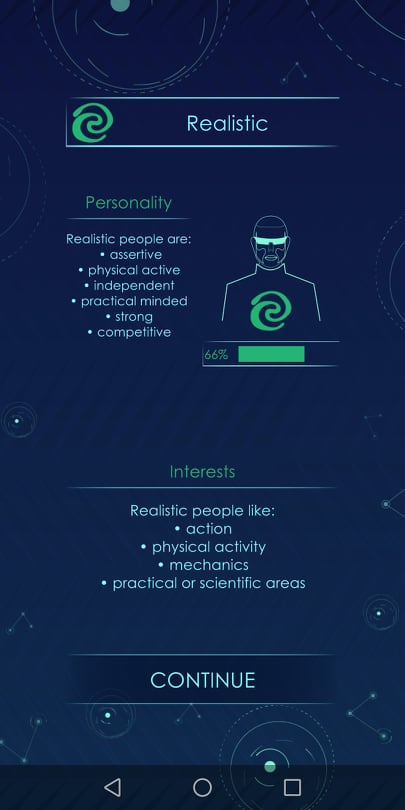 Realistic
Personality
Realistic people are:
• assertive
• physical active
• independent
• practical minded
• strong
• competitive
66%
Interests
Realistic people like:
• action
• physical activity
• mechanics
• practical or scientific areas
CONTINUE